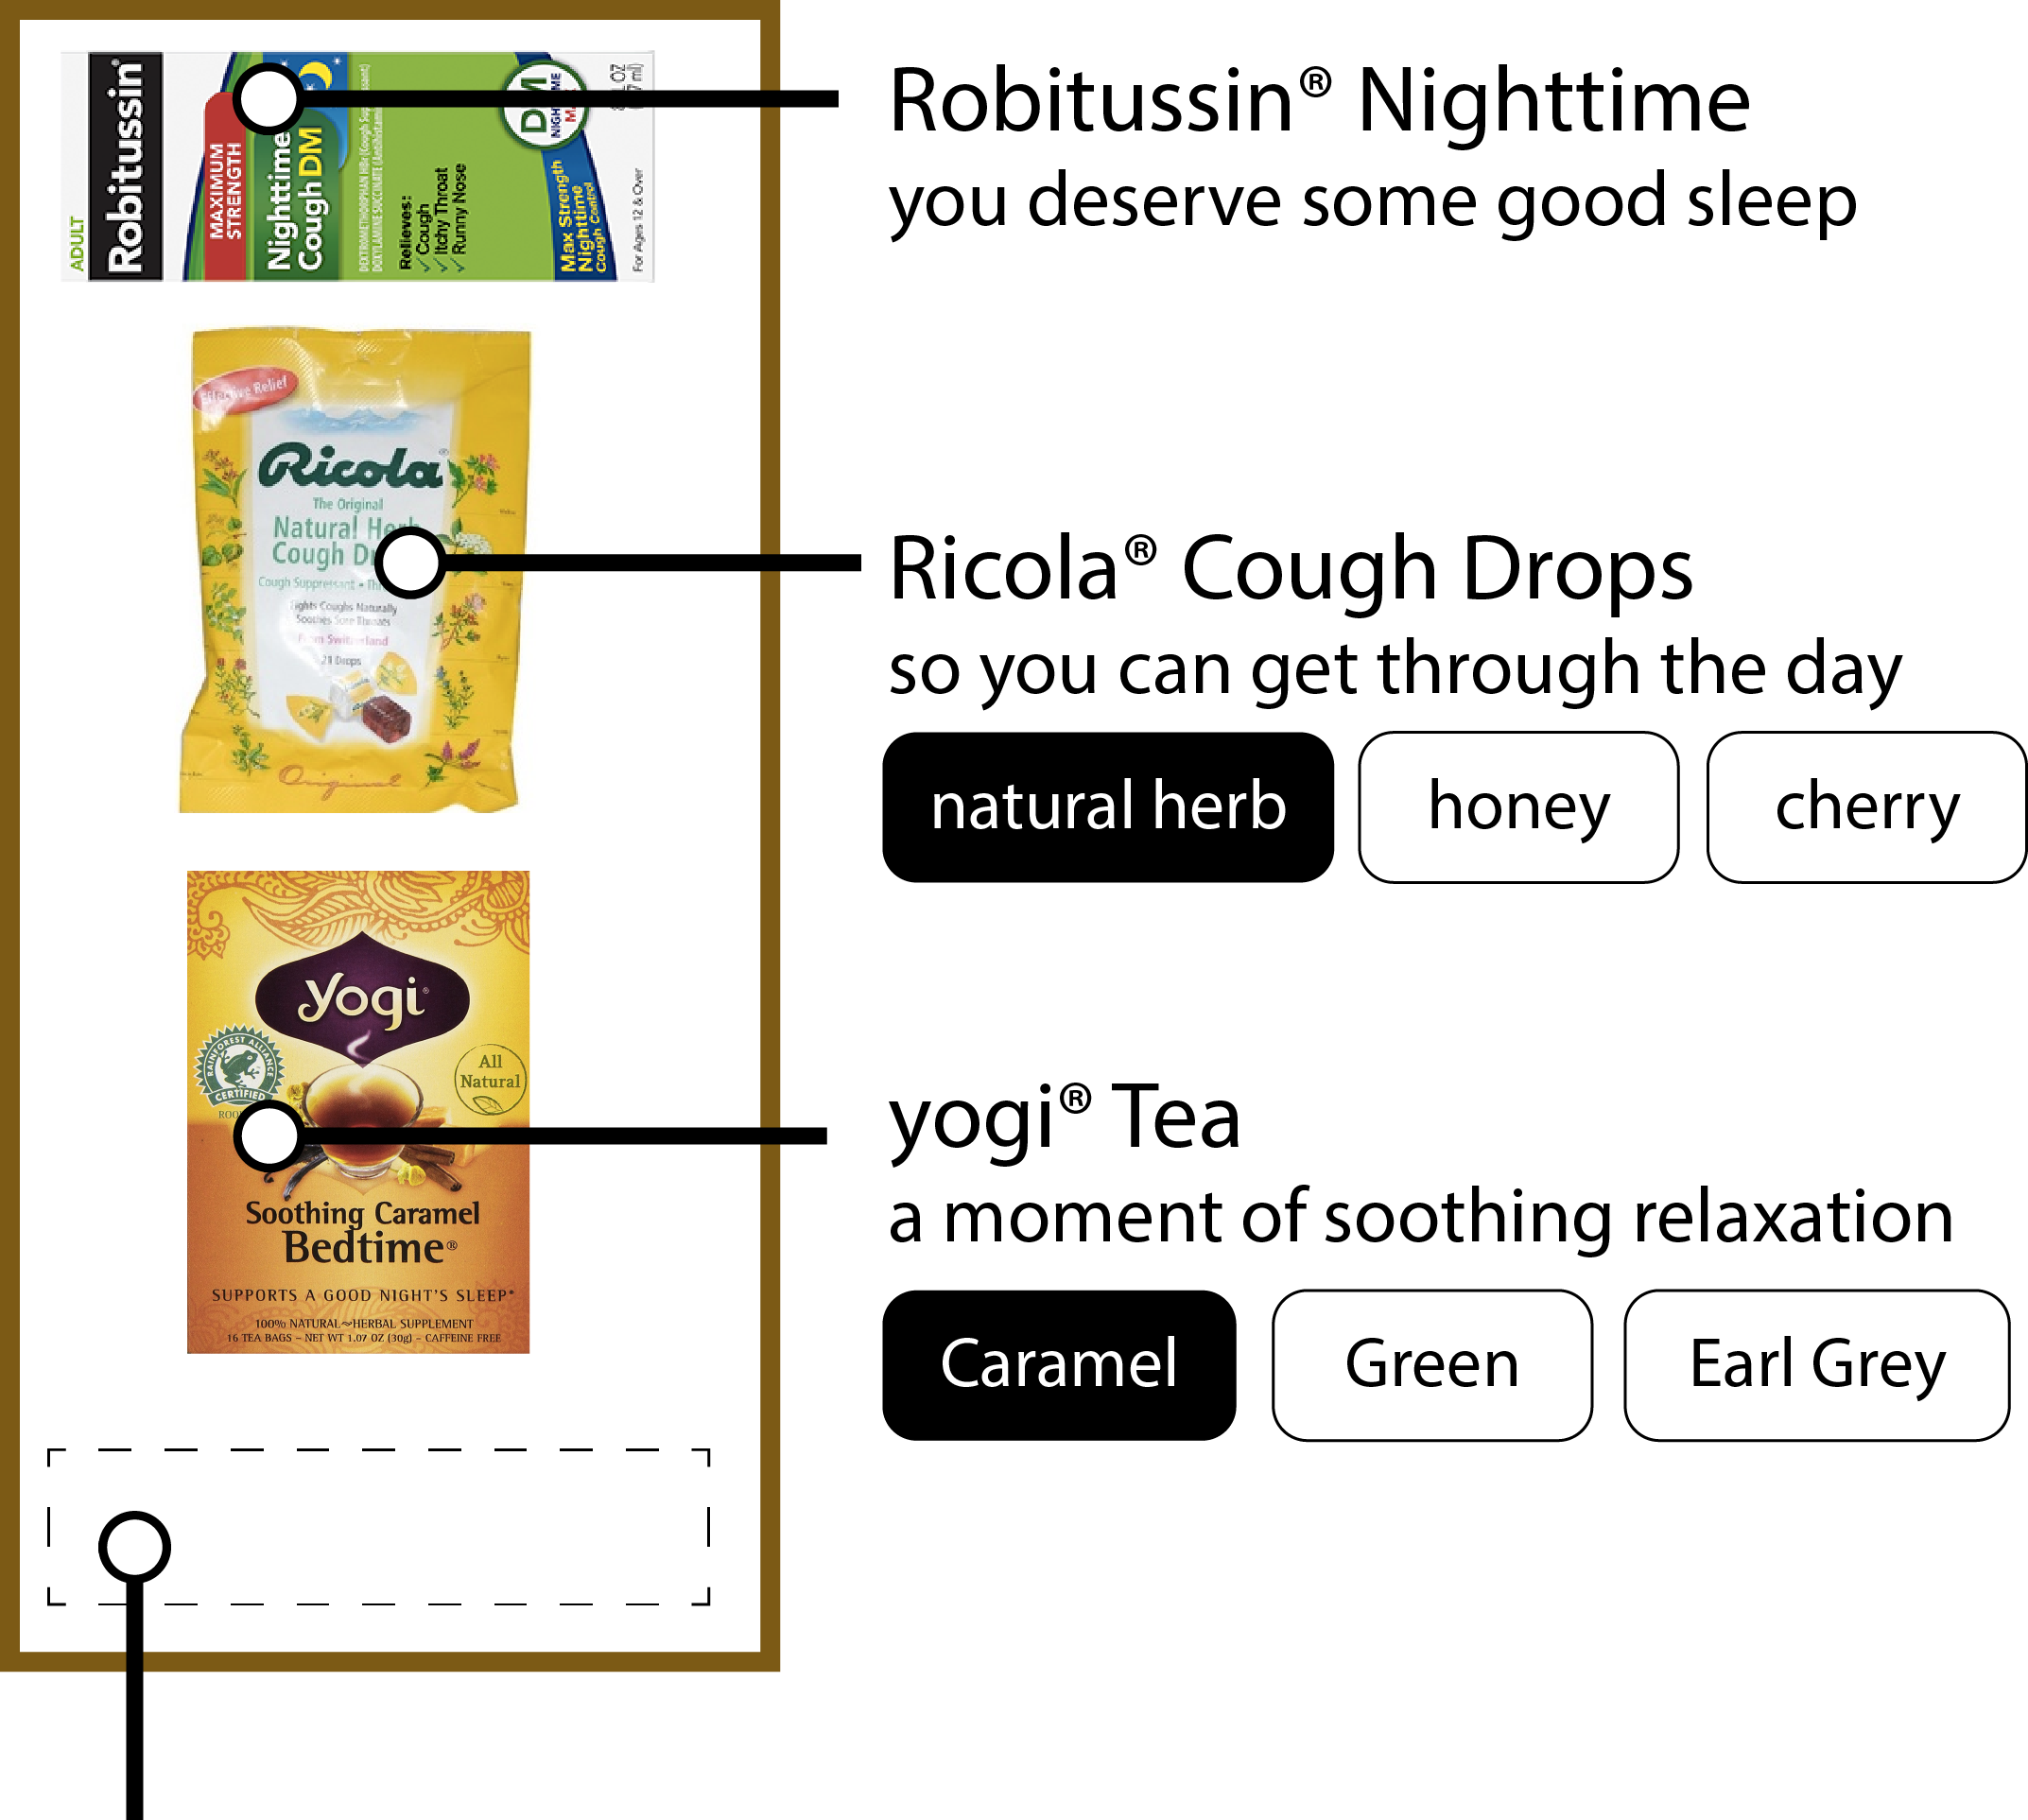 ADULT
Robitussin®
MAXIMUM
STRENGTH
Nighttime
Cough DM
DEXTROMETHORPHAN HBr (Cough
DOXYLAMINE SUCCINATE
Relieves:
✓ Cough
✓ Itchy Throat
✓ Runny Nose
DM
Max Strength
Nighttime
Cough Control
For Ages 12 & Over
Robitussin® Nighttime
you deserve some good sleep
Effective Relief
Ricola®
The Original
Natural Herb
Cough
Cough Suppressant •
Fights Coughs Naturally
Soothes Sore Throats
From Switzerland
21 Drops
Original
Ricola® Cough Drops
so you can get through the day
natural herb
honey
cherry
yogi®
RAINFOREST ALLIANCE
CERTIFIED
All
Natural
Soothing Caramel
Bedtime®
SUPPORTS A GOOD NIGHT'S SLEEP*
100% NATURAL~HERBAL SUPPLEMENT
16 TEA BAGS – NET WT 1.07 OZ (30g) – CAFFEINE FREE
yogi® Tea
a moment of soothing relaxation
Caramel
Green
Earl Grey